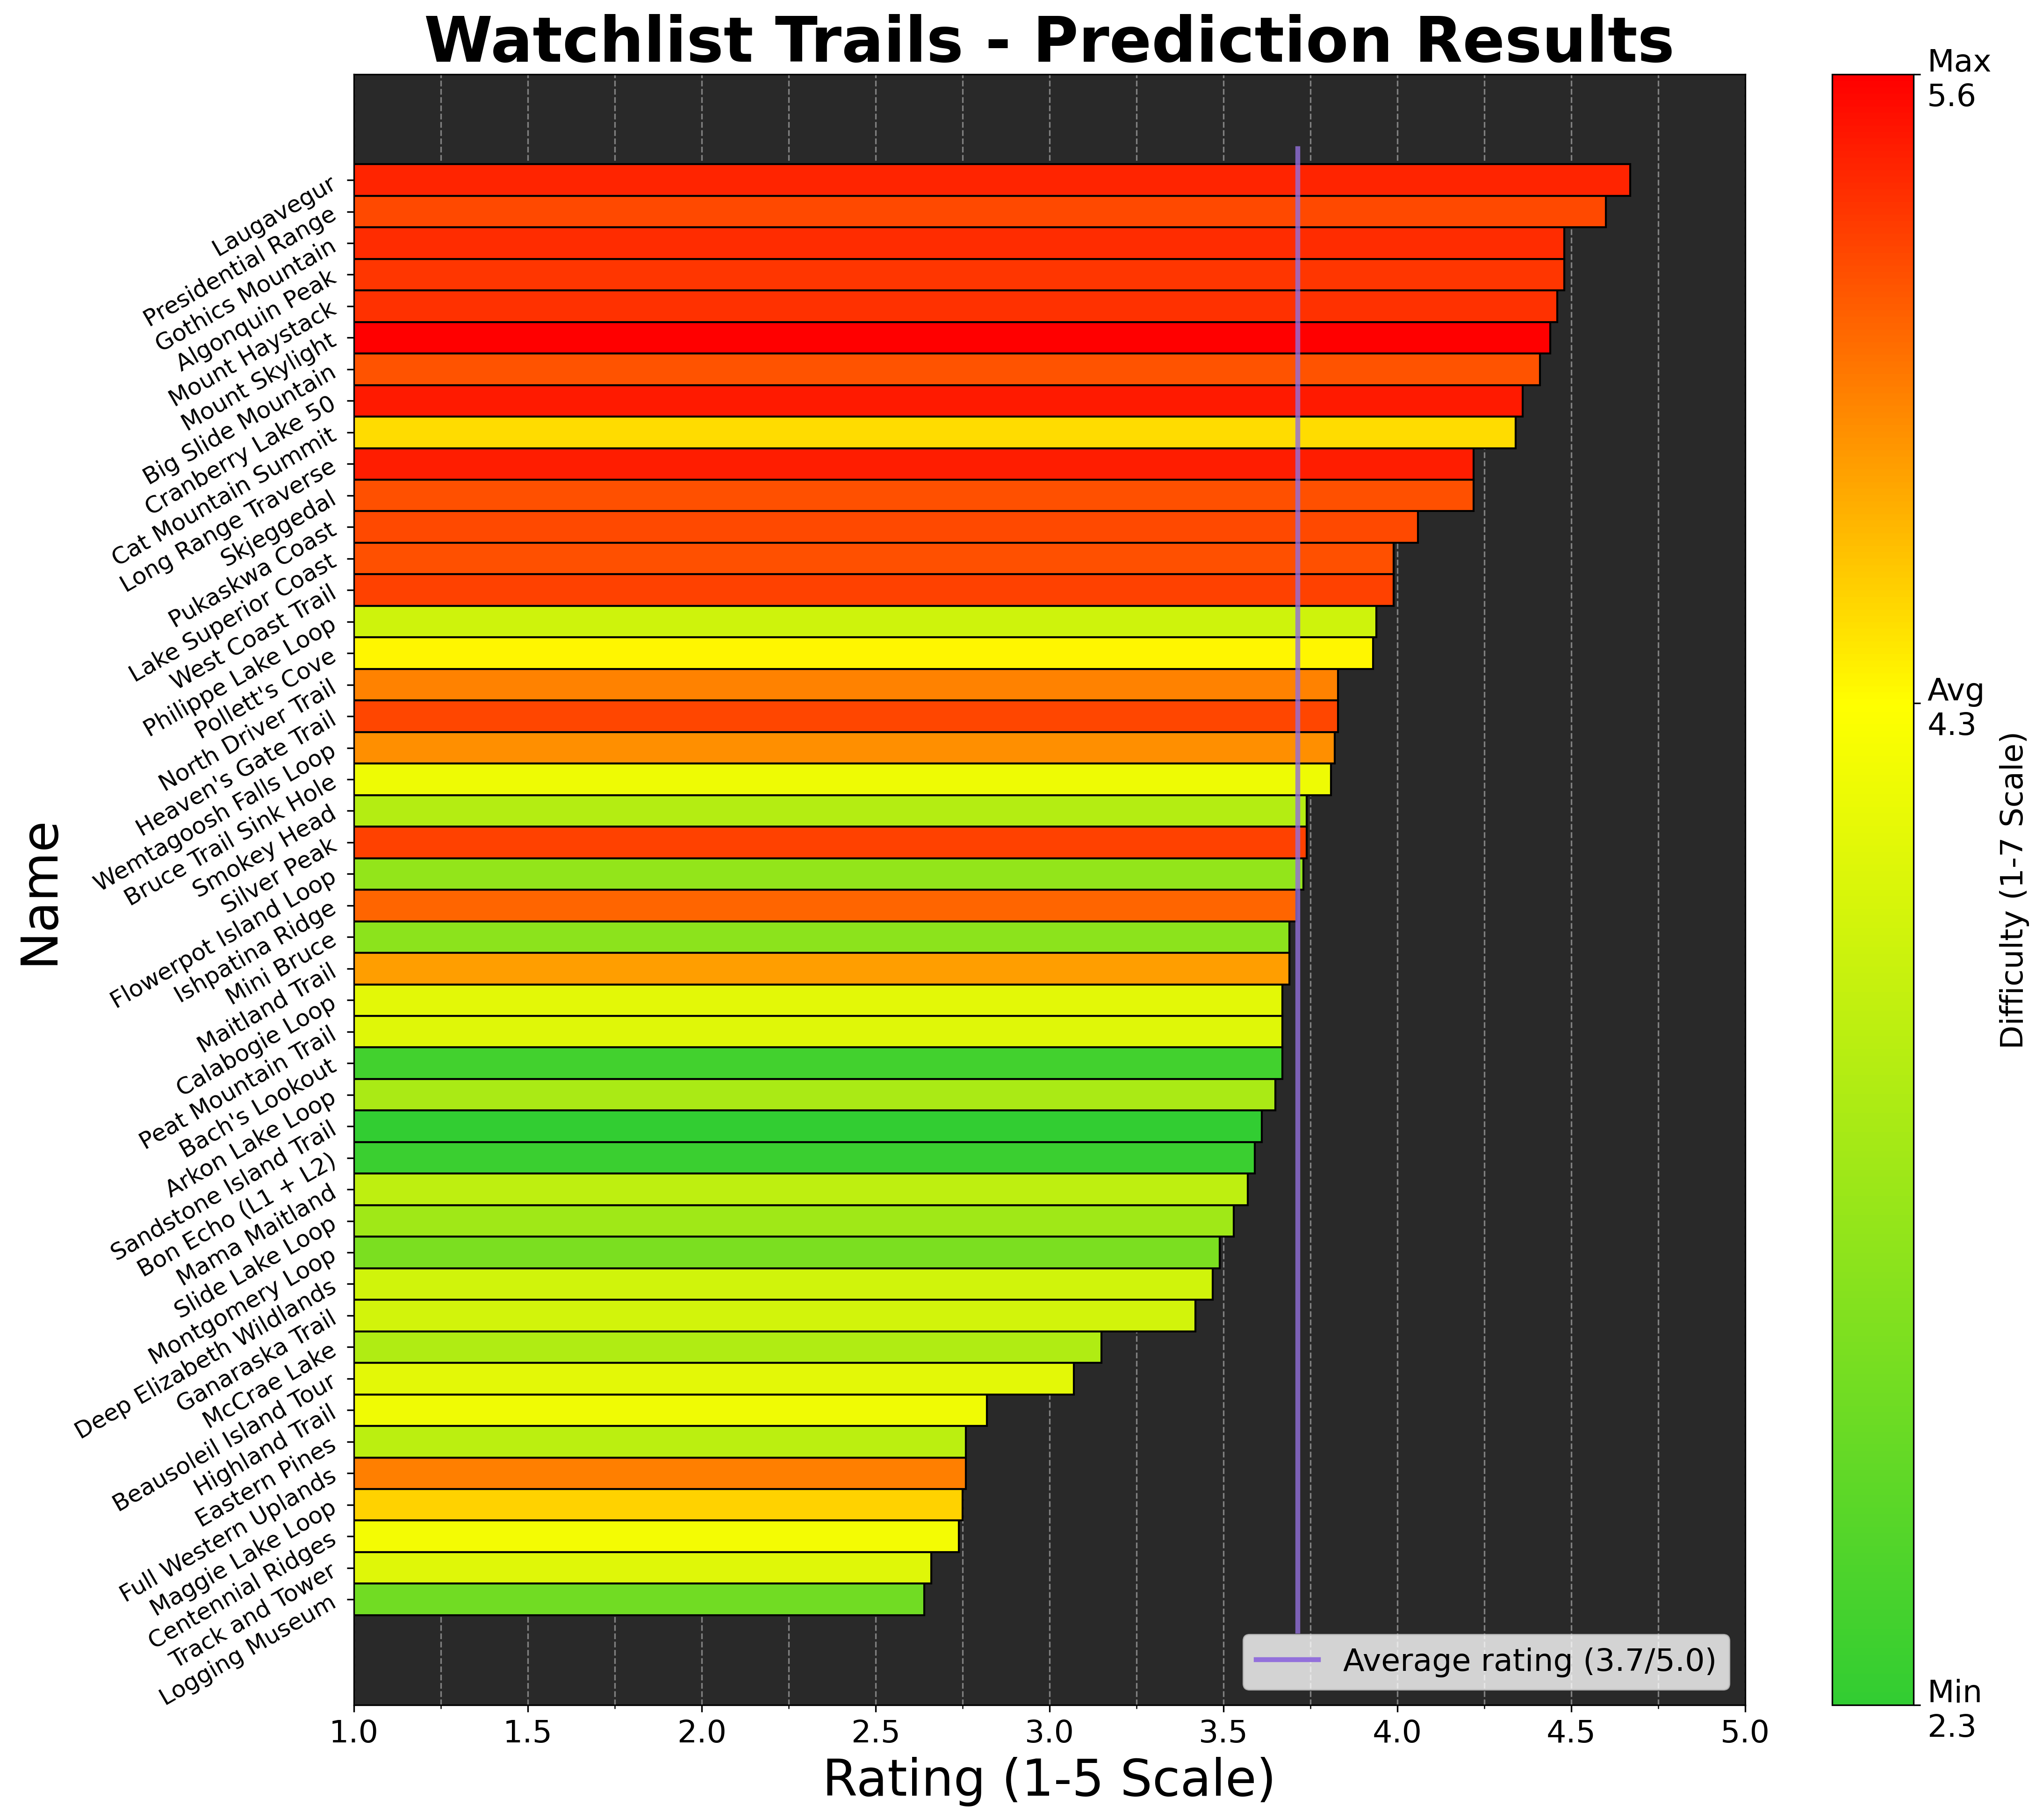 Watchlist Trails - Prediction Results
Name
Laugavegur
Presidential Range
Gothics Mountain
Algonquin Peak
Mount Haystack
Mount Skylight
Big Slide Mountain
Cranberry Lake 50
Cat Mountain Summit
Long Range Traverse
Skjeggedal
Pukaskwa Coast
Lake Superior Coast
West Coast Trail
Philippe Lake Loop
Pollett's Cove
North Driver Trail
Heaven's Gate Trail
Wemtagoosh Falls Loop
Bruce Trail Sink Hole
Smokey Head
Silver Peak
Flowerpot Island Loop
Ishpatina Ridge
Mini Bruce
Maitland Trail
Calabogie Loop
Peat Mountain Trail
Bach's Lookout
Arkon Lake Loop
Sandstone Island Trail
Bon Echo (L1 + L2)
Mama Maitland
Slide Lake Loop
Montgomery Loop
Deep Elizabeth Wildlands
Ganaraska Trail
McCrae Lake
Beausoleil Island Tour
Highland Trail
Eastern Pines
Full Western Uplands
Maggie Lake Loop
Centennial Ridges
Track and Tower
Logging Museum
Average rating (3.7/5.0)
1.0 1.5 2.0 2.5 3.0 3.5 4.0 4.5 5.0
Rating (1-5 Scale)
Max
5.6
Avg
4.3
Min
2.3
Difficulty (1-7 Scale)